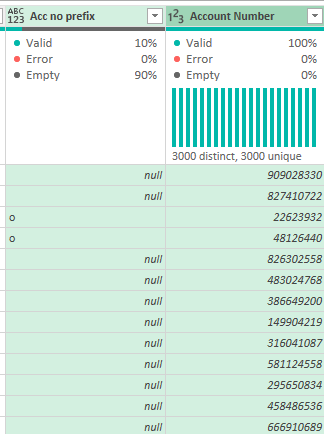 ABC 123 Acc no prefix 1²3 Account Number
Valid 10% Valid 100%
Error 0% Error 0%
Empty 90% Empty 0%
3000 distinct, 3000 unique
null 909028330
null 827410722
o 22623932
o 48126440
null 826302558
null 483024768
null 386649200
null 149904219
null 316041087
null 581124558
null 295650834
null 458486536
null 666910689